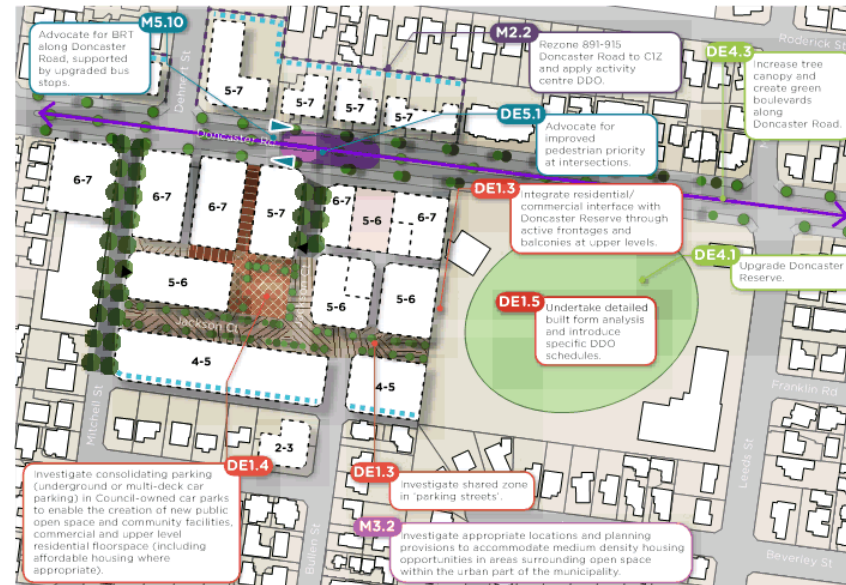 M5.10
Advocate for BRT
along Doncaster
Road, supported
by upgraded bus
stops.
Dehnert St
M2.2
Rezone 891-915
Doncaster Road to C1Z
and apply activity
centre DDO.
Roderick St
DE4.3
Increase tree
canopy and
create green
boulevards
along
Doncaster Road.
5-7
5-7
5-7
5-7
DE5.1
Advocate for
improved
pedestrian priority
at intersections.
Doncaster Rd
6-7
6-7
5-7
5-6
6-7
DE1.3
Integrate residential/
commercial interface with
Doncaster Reserve through
active frontages and
balconies at upper levels.
DE4.1
Upgrade Doncaster
Reserve.
5-6
5-6
5-6
DE1.5
Undertake detailed
built form analysis
and introduce
specific DDO
schedules.
Jackson Ct
4-5
4-5
Mitchell St
Franklin Rd
Leeds St
2-3
Bullen St
DE1.4
Investigate consolidating parking
(underground or multi-deck car
parking) in Council-owned car parks
to enable the creation of new public
open space and community facilities,
commercial and upper level
residential floorspace (including
affordable housing where
appropriate).
DE1.3
Investigate shared zone
in ‘parking streets’.
M3.2
Investigate appropriate locations and planning
provisions to accommodate medium density housing
opportunities in areas surrounding open space
within the urban part of the municipality.
Beverley St